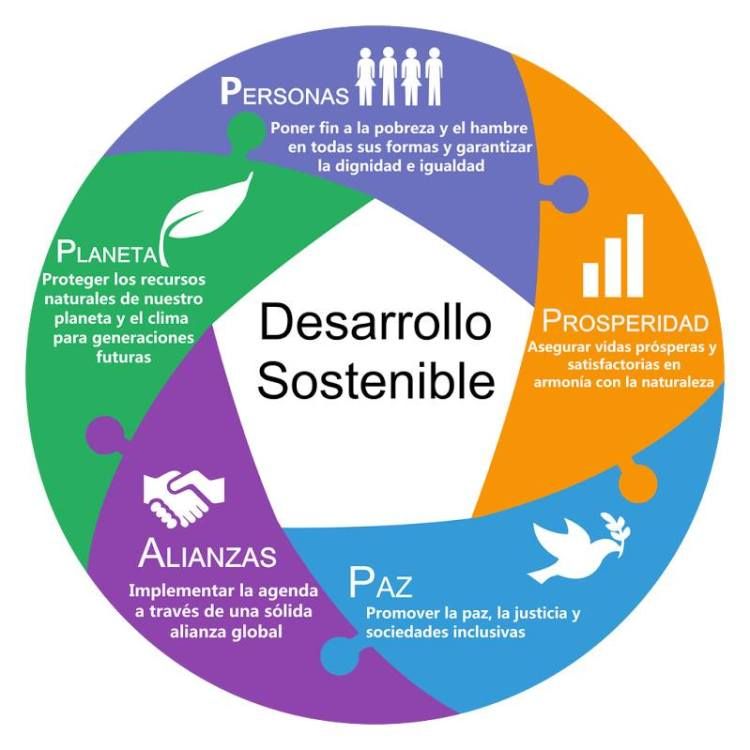 PERSONAS
Poner fin a la pobreza y el hambre
en todas sus formas y garantizar
la dignidad e igualdad
PROSPERIDAD
Asegurar vidas prósperas y
satisfactorias en
armonía con la naturaleza
PAZ
Promover la paz, la justicia y
sociedades inclusivas
ALIANZAS
Implementar la agenda
a través de una sólida
alianza global
PLANETA
Proteger los recursos
naturales de nuestro
planeta y el clima
para generaciones
futuras
Desarrollo
Sostenible